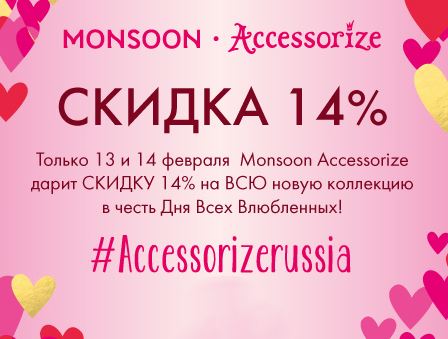 MONSOON · Accessorize
СКИДКА 14%
Только 13 и 14 февраля Monsoon Accessorize
дарит СКИДКУ 14% на ВСЮ новую коллекцию
в честь Дня Всех Влюбленных!
#Accessorizerussia